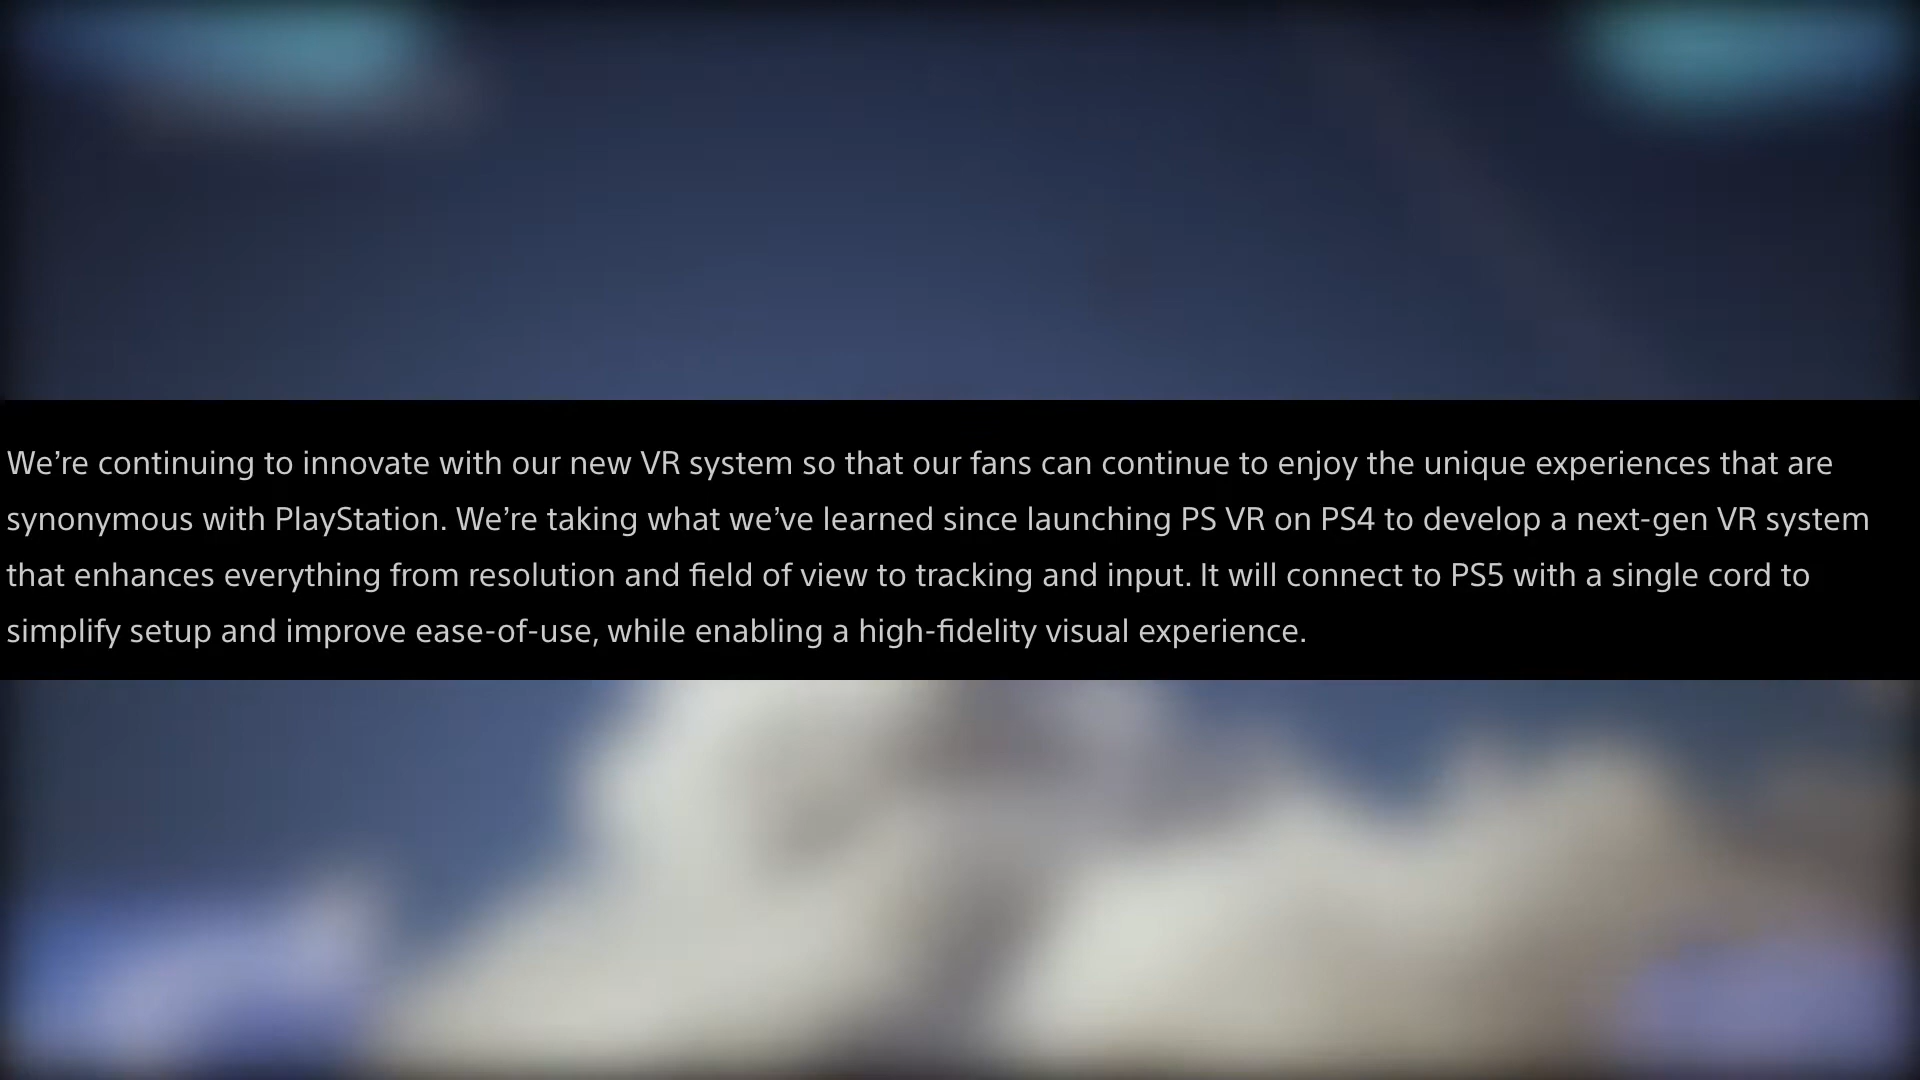 We’re continuing to innovate with our new VR system so that our fans can continue to enjoy the unique experiences that are
synonymous with PlayStation. We’re taking what we’ve learned since launching PS VR on PS4 to develop a next-gen VR system
that enhances everything from resolution and field of view to tracking and input. It will connect to PS5 with a single cord to
simplify setup and improve ease-of-use, while enabling a high-fidelity visual experience.